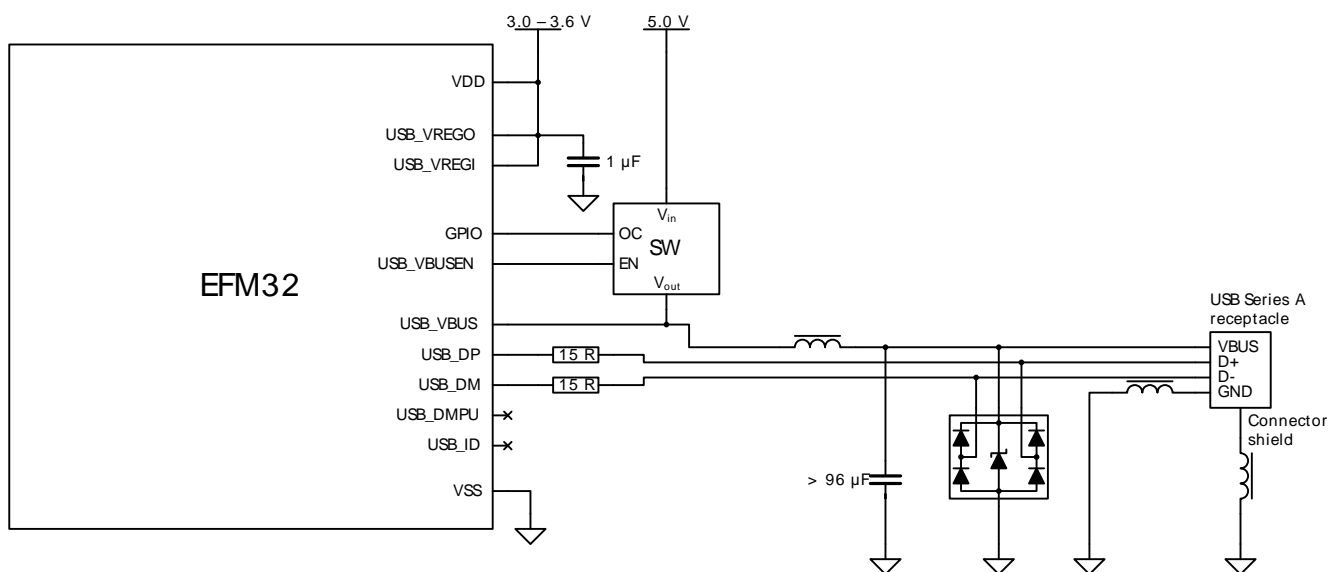 3.0 – 3.6 V
5.0 V
VDD
USB_VREGO
USB_VREGI
1 µF
Vin
GPIO
OC
SW
USB_VBUSEN
EN
EFM32
Vout
USB Series A
receptacle
USB_VBUS
VBUS
USB_DP
15 R
D+
USB_DM
15 R
D-
GND
USB_DMPU
Connector
shield
USB_ID
> 96 µF
VSS